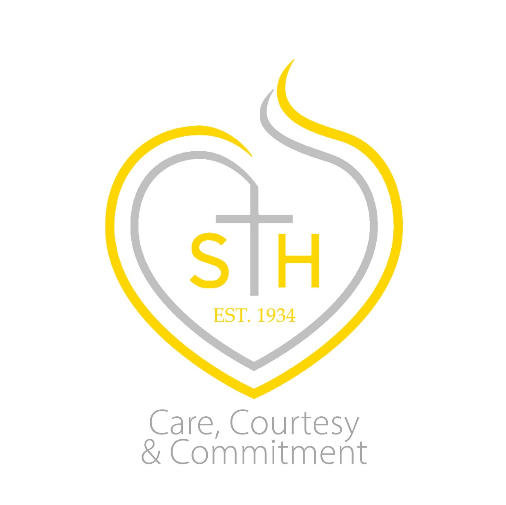 S H
EST. 1934
Care, Courtesy
& Commitment